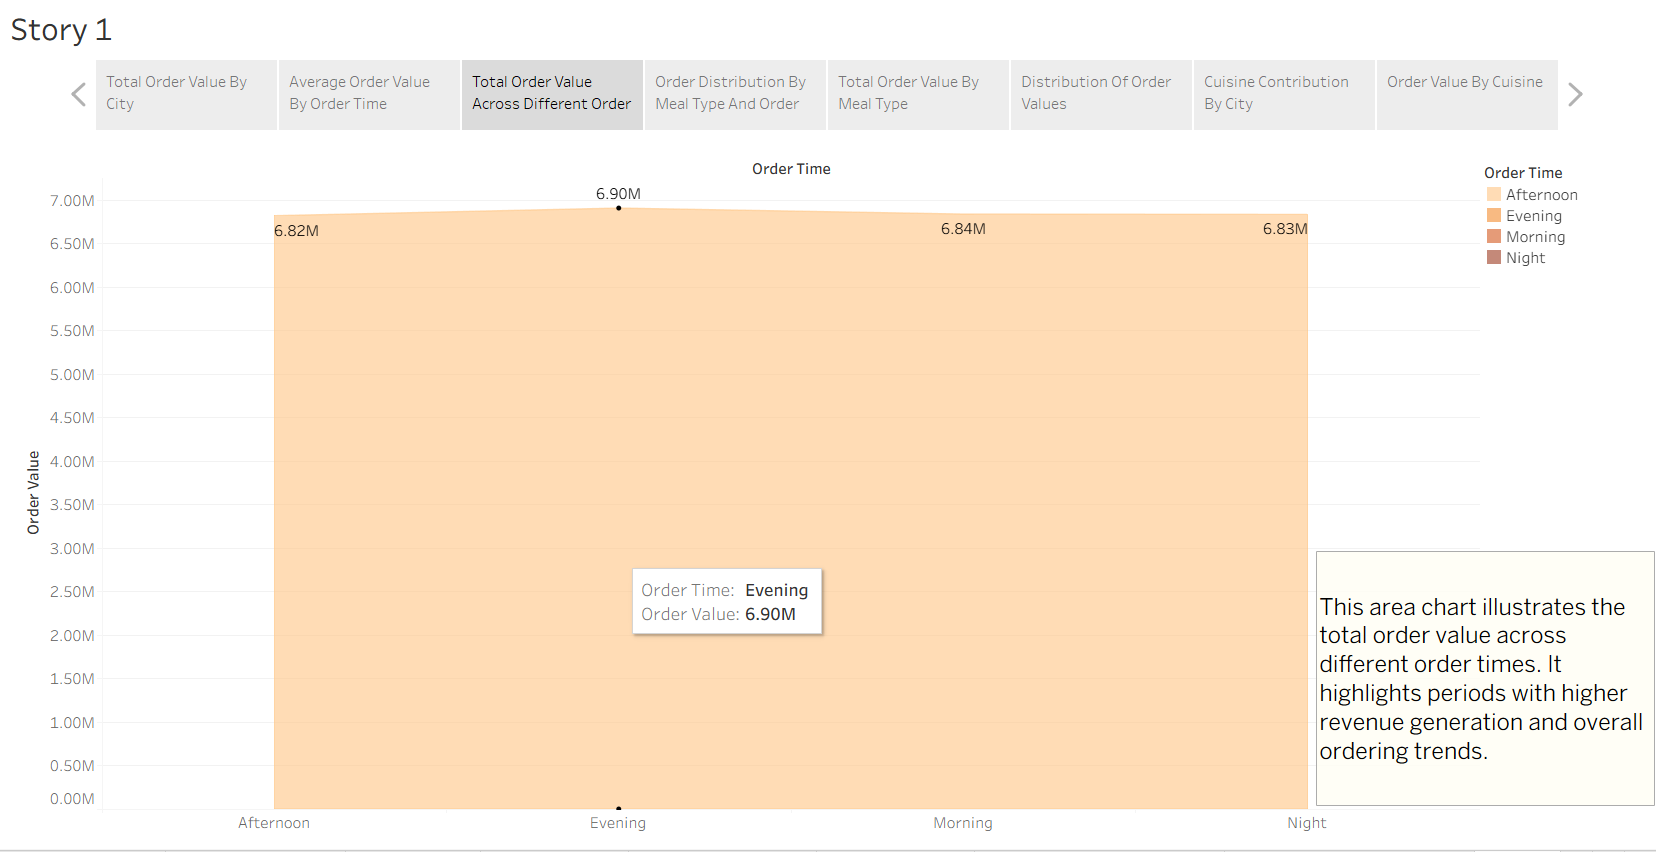 Story 1
Total Order Value By
City
Average Order Value
By Order Time
Total Order Value
Across Different Order
Order Distribution By
Meal Type And Order
Total Order Value By
Meal Type
Distribution Of Order
Values
Cuisine Contribution
By City
Order Value By Cuisine
Order Time
7.00M
6.50M
6.00M
5.50M
5.00M
4.50M
4.00M
3.50M
3.00M
2.50M
2.00M
1.50M
1.00M
0.50M
0.00M
Order Value
6.82M
6.90M
6.84M
6.83M
Order Time: Evening
Order Value: 6.90M
Afternoon
Evening
Morning
Night
Order Time
Afternoon
Evening
Morning
Night
This area chart illustrates the
total order value across
different order times. It
highlights periods with higher
revenue generation and overall
ordering trends.